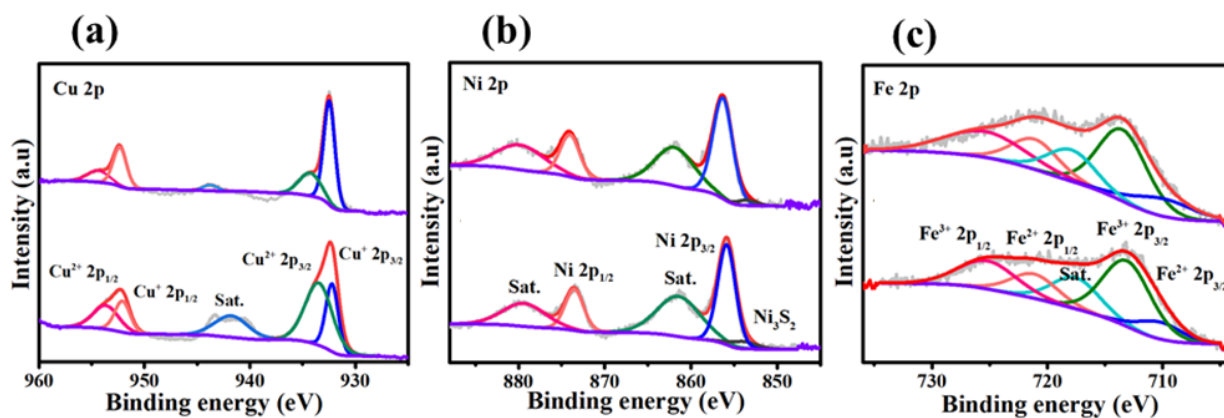 (a)
Cu 2p
Cu²⁺ 2p₁/₂
Cu⁺ 2p₁/₂
Sat.
Cu²⁺ 2p₃/₂
Cu⁺ 2p₃/₂
Intensity (a.u)
960 950 940 930
Binding energy (eV)
(b)
Ni 2p
Sat.
Ni 2p₁/₂
Sat.
Ni 2p₃/₂
Ni₃S₂
Intensity (a.u)
880 870 860 850
Binding energy (eV)
(c)
Fe 2p
Fe³⁺ 2p₁/₂
Fe²⁺ 2p₁/₂
Sat.
Fe³⁺ 2p₃/₂
Fe²⁺ 2p₃/₂
Intensity (a.u)
730 720 710
Binding energy (eV)